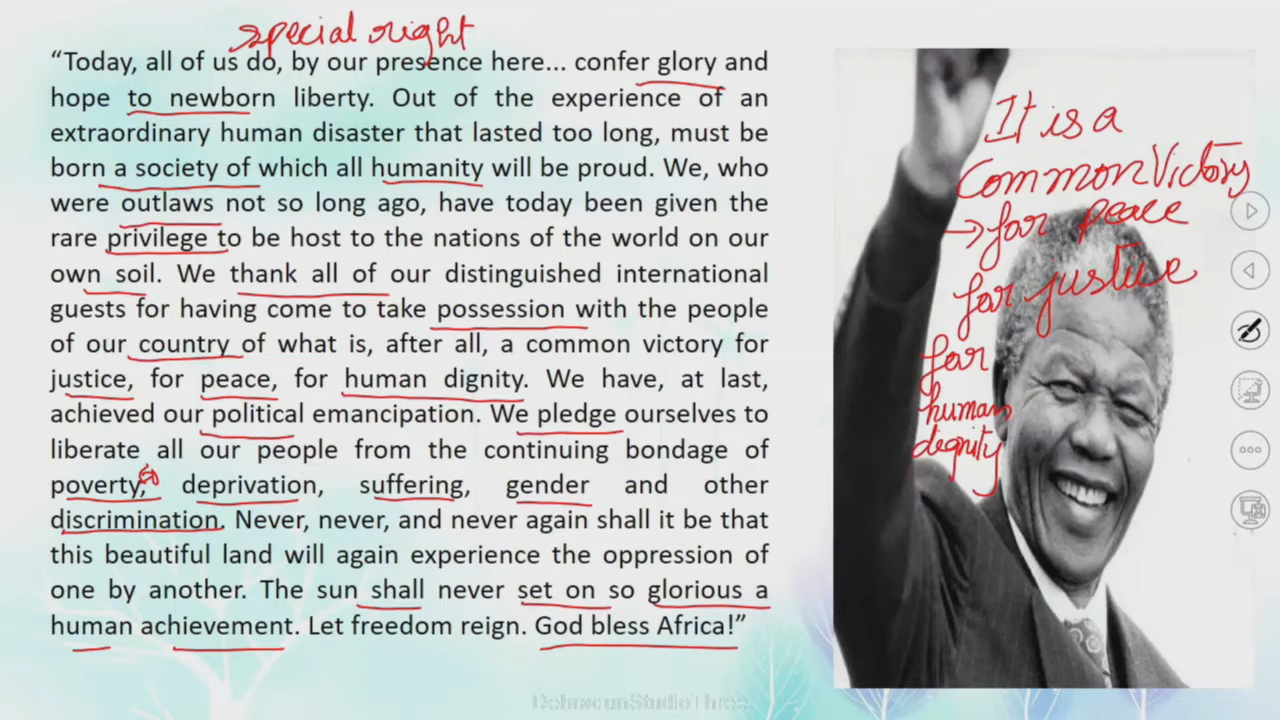 special right
“Today, all of us do, by our presence here... confer glory and
hope to newborn liberty. Out of the experience of an
extraordinary human disaster that lasted too long, must be
born a society of which all humanity will be proud. We, who
were outlaws not so long ago, have today been given the
rare privilege to be host to the nations of the world on our
own soil. We thank all of our distinguished international
guests for having come to take possession with the people
of our country of what is, after all, a common victory for
justice, for peace, for human dignity. We have, at last,
achieved our political emancipation. We pledge ourselves to
liberate all our people from the continuing bondage of
poverty, deprivation, suffering, gender and other
discrimination. Never, never, and never again shall it be that
this beautiful land will again experience the oppression of
one by another. The sun shall never set on so glorious a
human achievement. Let freedom reign. God bless Africa!”
It is a
Common Victory
→ for peace
for justice
for
human
dignity